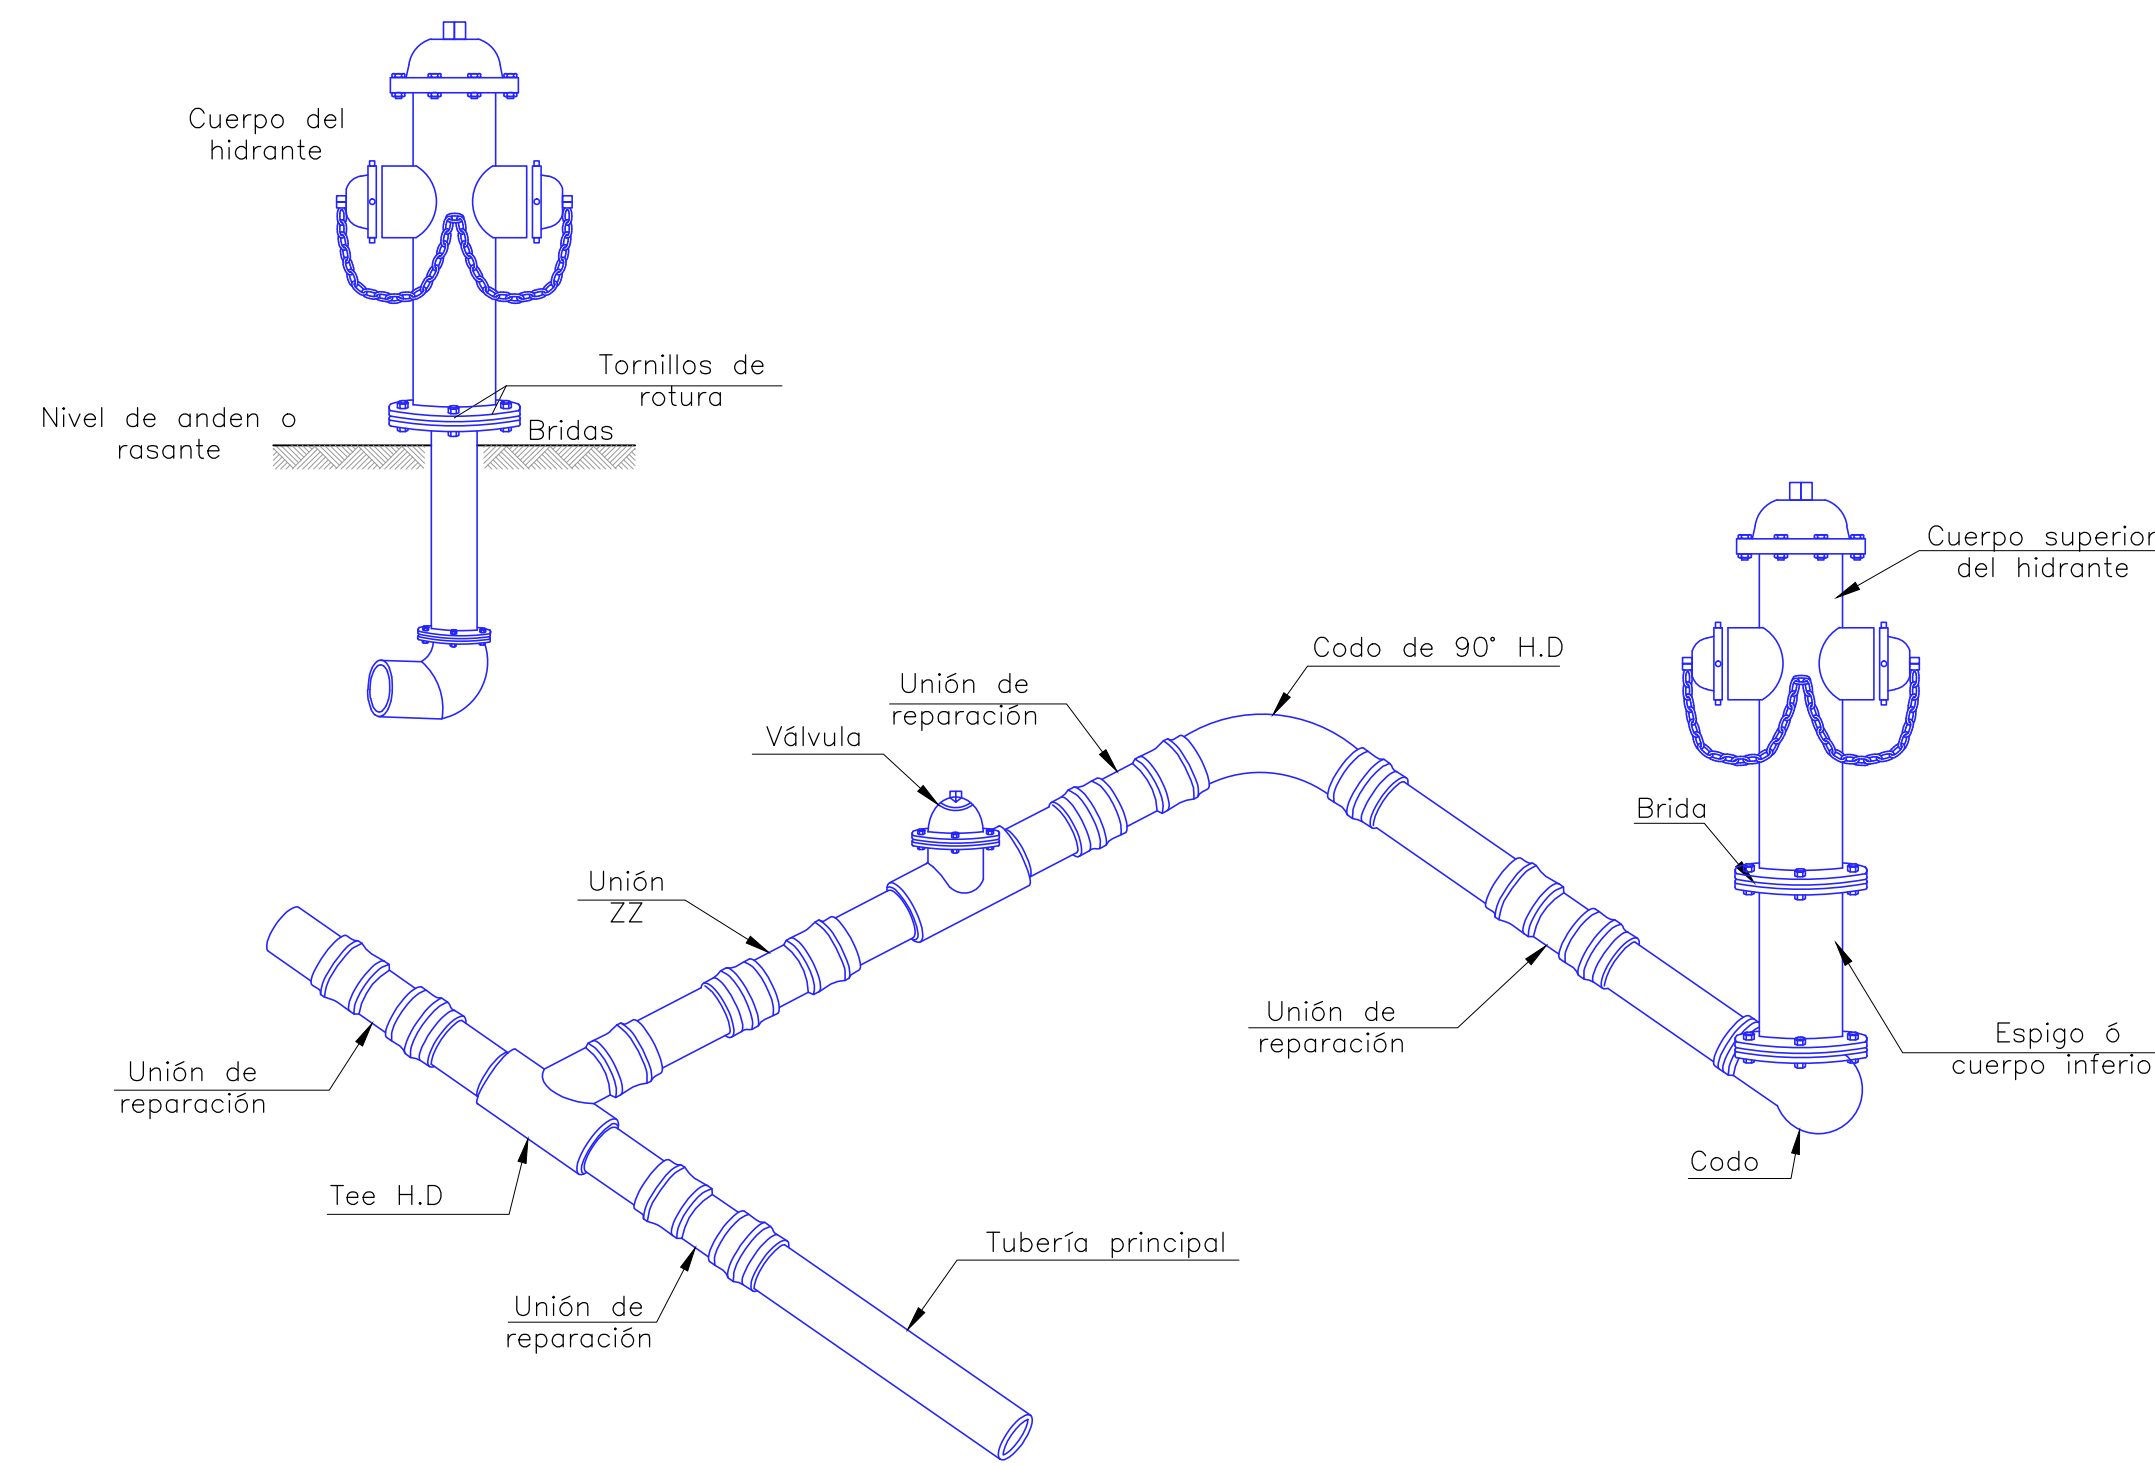 Cuerpo del
hidrante
Tornillos de
rotura
Nivel de anden o
rasante
Bridas
Cuerpo superior
del hidrante
Codo de 90° H.D
Unión de
reparación
Válvula
Brida
Unión
ZZ
Unión de
reparación
Espigo ó
cuerpo inferio
Unión de
reparación
Codo
Tee H.D
Tubería principal
Unión de
reparación